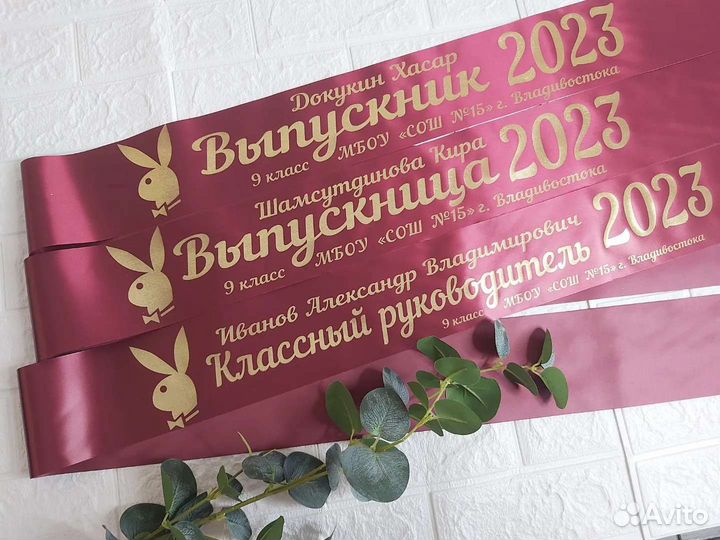 Докукин Хасар
Выпускник 2023
9 класс МБОУ «СОШ №15» г. Владивостока
Шамсутдинова Кира
Выпускница 2023
9 класс МБОУ «СОШ №15» г. Владивостока
Иванов Александр Владимирович
Классный руководитель 2023
9 класс МБОУ «СОШ №15» г. Владивостока
Avito